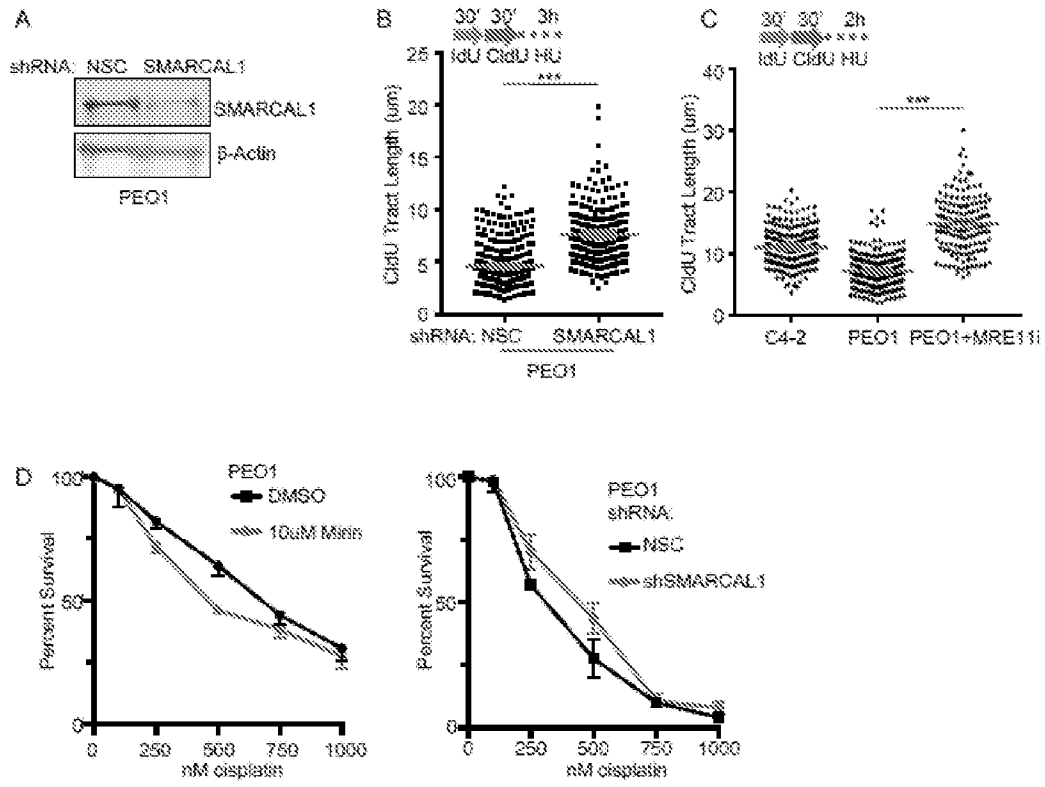 A
shRNA: NSC SMARCAL1
SMARCAL1
β-Actin
PEO1
B
30' 30' 3h
IdU CldU HU
***
CldU Tract Length (um)
25
20
15
10
5
0
shRNA: NSC SMARCAL1
PEO1
C
30' 30' 2h
IdU CldU HU
***
CldU Tract Length (um)
40
30
20
10
0
C4-2 PEO1 PEO1+MRE11i
D
PEO1
DMSO
10uM Mirin
Percent Survival
100
50
0
0 250 500 750 1000
nM cisplatin
PEO1
shRNA:
NSC
shSMARCAL1
Percent Survival
100
50
0
0 250 500 750 1000
nM cisplatin